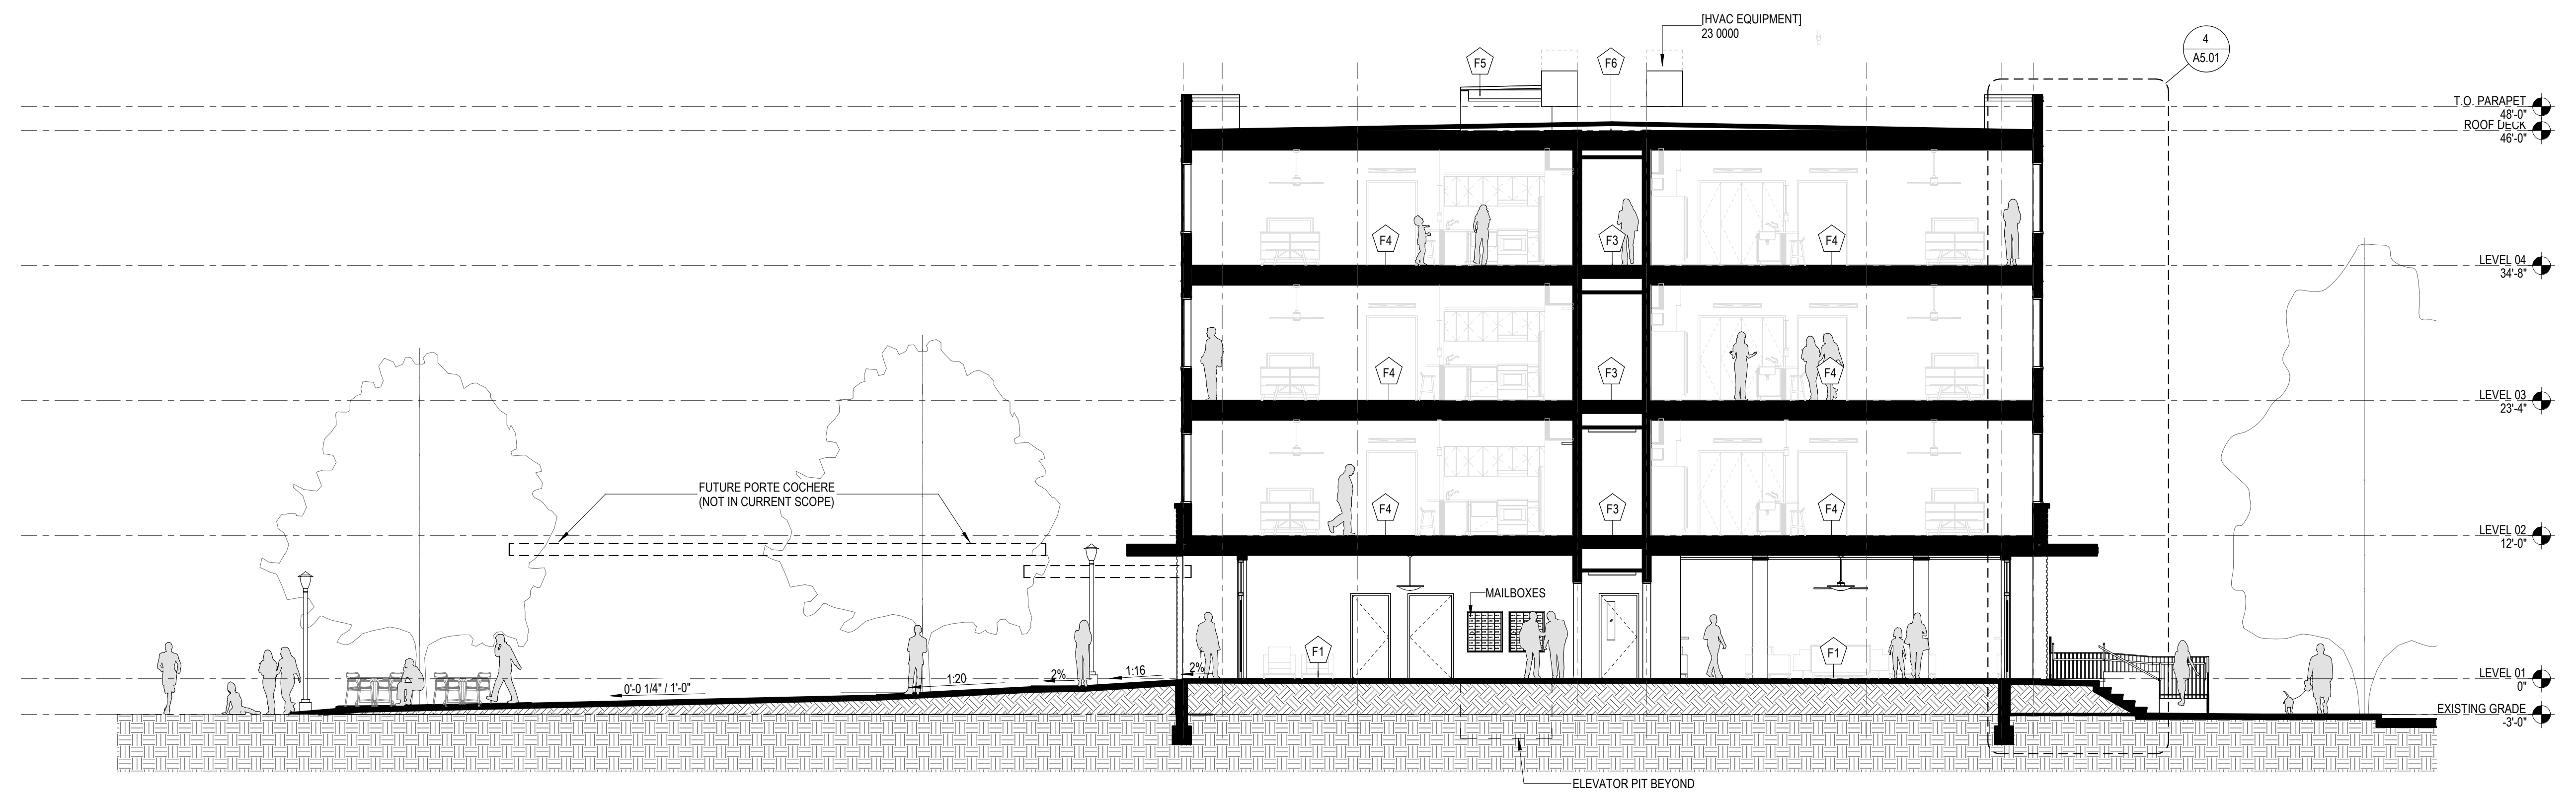 [HVAC EQUIPMENT]
23 0000
4
A5.01
F5
F6
T.O. PARAPET
48'-0"
ROOF DECK
46'-0"
F4
F3
F4
LEVEL 04
34'-8"
F4
F3
F4
LEVEL 03
23'-4"
FUTURE PORTE COCHERE
(NOT IN CURRENT SCOPE)
F4
F3
F4
LEVEL 02
12'-0"
MAILBOXES
F1
F1
0'-0 1/4" / 1'-0"
1:20
2%
1:16
2%
LEVEL 01
0"
EXISTING GRADE
-3'-0"
ELEVATOR PIT BEYOND